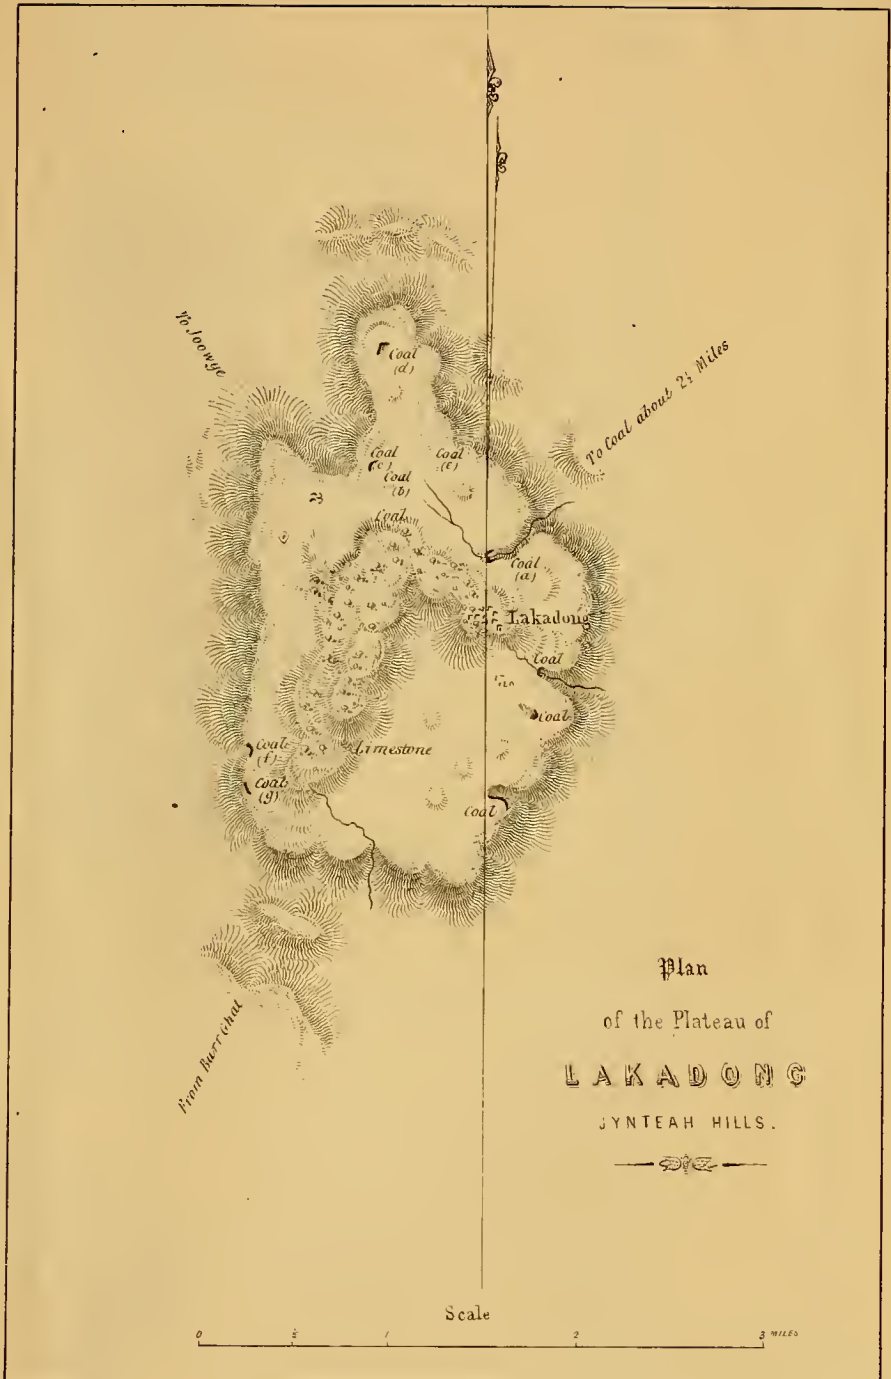 To Joowye
Coal
(d)
To Coal about 2½ Miles
Coal
(c)
Coal
(e)
Coal
(b)
Coal
Coal
(a)
Lakadong
Coal
Coal
Coal
(f)
Limestone
Coal
(g)
Coal
From Burr Ghat
Plan
of the Plateau of
LAKADONG
JYNTEAH HILLS.
Scale
0 ½ 1 2 3 MILES